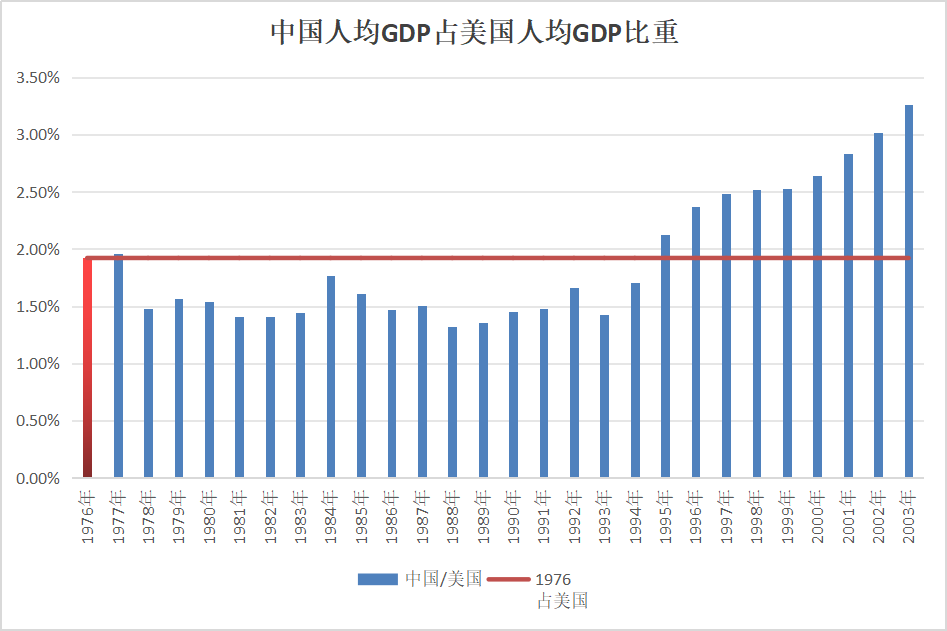 中国人均GDP占美国人均GDP比重
3.50%
3.00%
2.50%
2.00%
1.50%
1.00%
0.50%
0.00%
1976年
1977年
1978年
1979年
1980年
1981年
1982年
1983年
1984年
1985年
1986年
1987年
1988年
1989年
1990年
1991年
1992年
1993年
1994年
1995年
1996年
1997年
1998年
1999年
2000年
2001年
2002年
2003年
中国/美国
1976
占美国